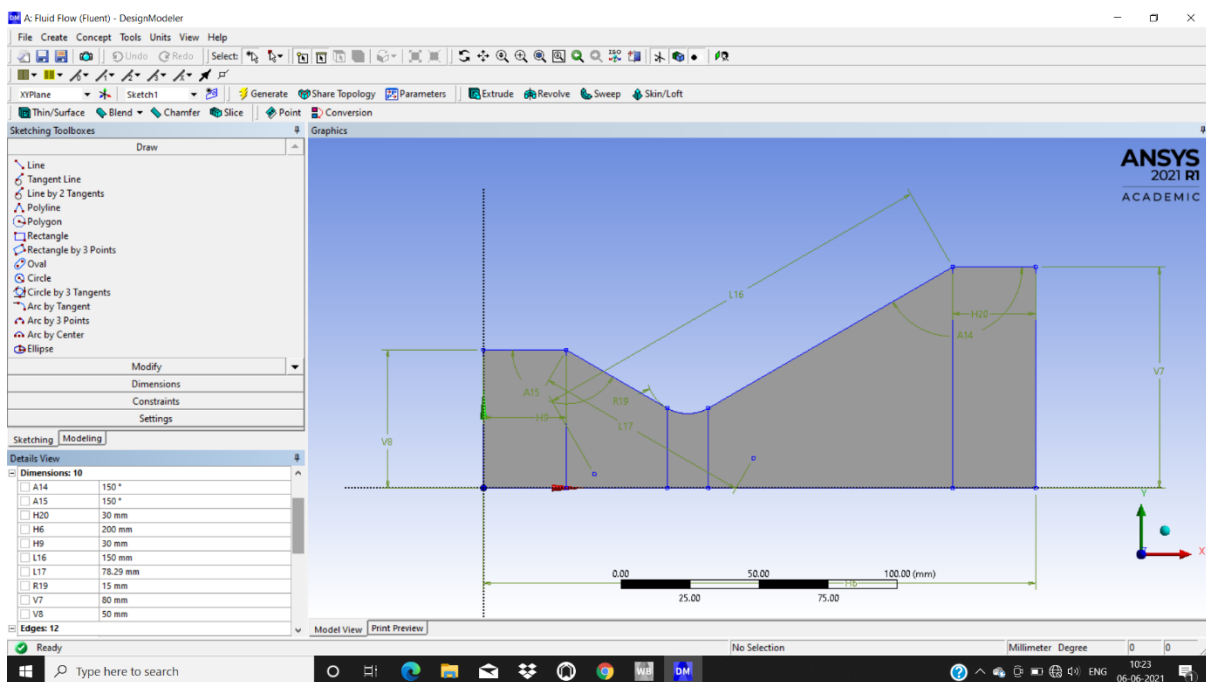 A: Fluid Flow (Fluent) - DesignModeler
File Create Concept Tools Units View Help
Undo Redo Select:
XYPlane Sketch1 Generate Share Topology Parameters Extrude Revolve Sweep Skin/Loft
Thin/Surface Blend Chamfer Slice Point Conversion
Sketching Toolboxes
Draw
Line
Tangent Line
Line by 2 Tangents
Polyline
Polygon
Rectangle
Rectangle by 3 Points
Oval
Circle
Circle by 3 Tangents
Arc by Tangent
Arc by 3 Points
Arc by Center
Ellipse
Modify
Dimensions
Constraints
Settings
Sketching Modeling
Details View
Dimensions: 10
A14 150 °
A15 150 °
H20 30 mm
H6 200 mm
H9 30 mm
L16 150 mm
L17 78.29 mm
R19 15 mm
V7 80 mm
V8 50 mm
Edges: 12
Graphics
ANSYS
2021 R1
ACADEMIC
L16
H20
A14
V7
A15
R19
H9
L17
V8
Y
X
0.00 50.00 100.00 (mm)
H6
25.00 75.00
Model View Print Preview
Ready No Selection Millimeter Degree 0 0
Type here to search WB DM ENG 10:23
06-06-2021 1